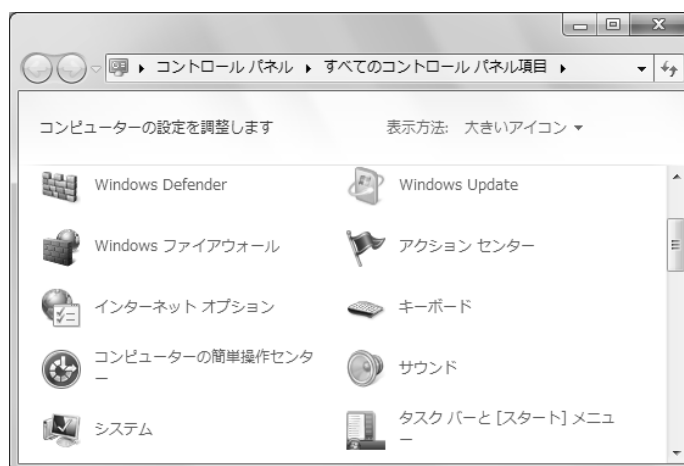 コントロール パネル ▸ すべてのコントロール パネル項目 ▸
コンピューターの設定を調整します 表示方法: 大きいアイコン ▾
Windows Defender
Windows Update
Windows ファイアウォール
アクション センター
インターネット オプション
キーボード
コンピューターの簡単操作センタ
ー
サウンド
システム
タスク バーと [スタート] メニュ
ー